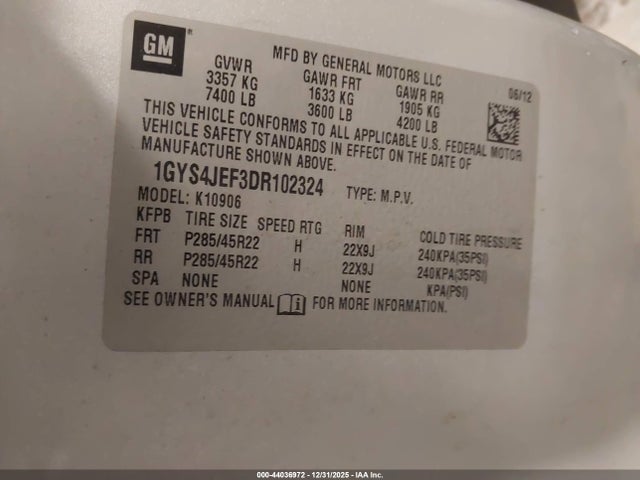 GM
MFD BY GENERAL MOTORS LLC
06/12
GVWR GAWR FRT GAWR RR
3357 KG 1633 KG 1905 KG
7400 LB 3600 LB 4200 LB
THIS VEHICLE CONFORMS TO ALL APPLICABLE U.S. FEDERAL MOTOR
VEHICLE SAFETY STANDARDS IN EFFECT ON THE DATE OF
MANUFACTURE SHOWN ABOVE.
1GYS4JEF3DR102324 TYPE: M.P.V.
MODEL: K10906
KFPB TIRE SIZE SPEED RTG RIM COLD TIRE PRESSURE
FRT P285/45R22 H 22X9J 240KPA(35PSI)
RR P285/45R22 H 22X9J 240KPA(35PSI)
SPA NONE NONE KPA(PSI)
SEE OWNER'S MANUAL FOR MORE INFORMATION.
000-44036972 - 12/31/2025 - IAA Inc.